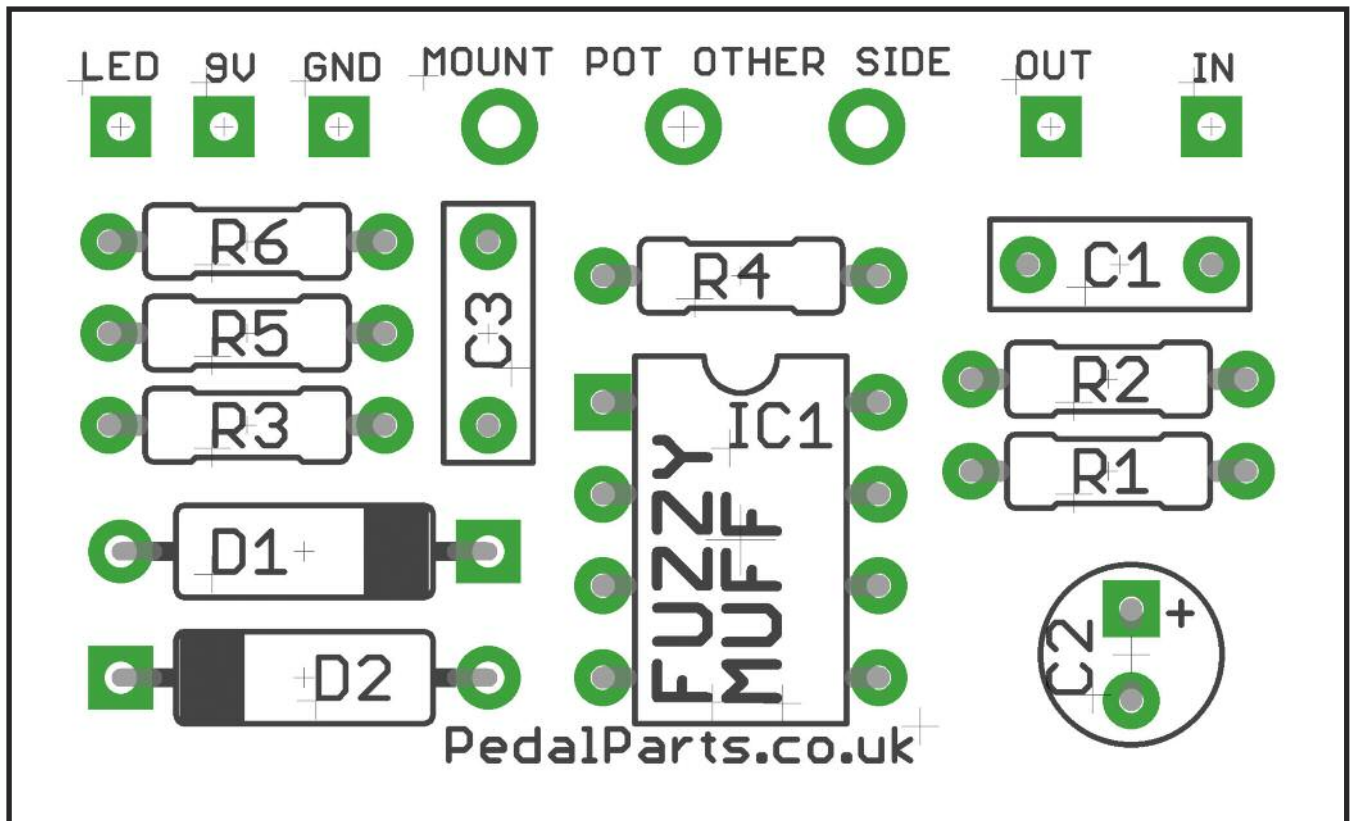 LED 9V GND MOUNT POT OTHER SIDE OUT IN
R6
R4
C1
C3
R5
R2
R3
IC1
R1
D1
FUZZY
MUFF
C2
+
D2
PedalParts.co.uk